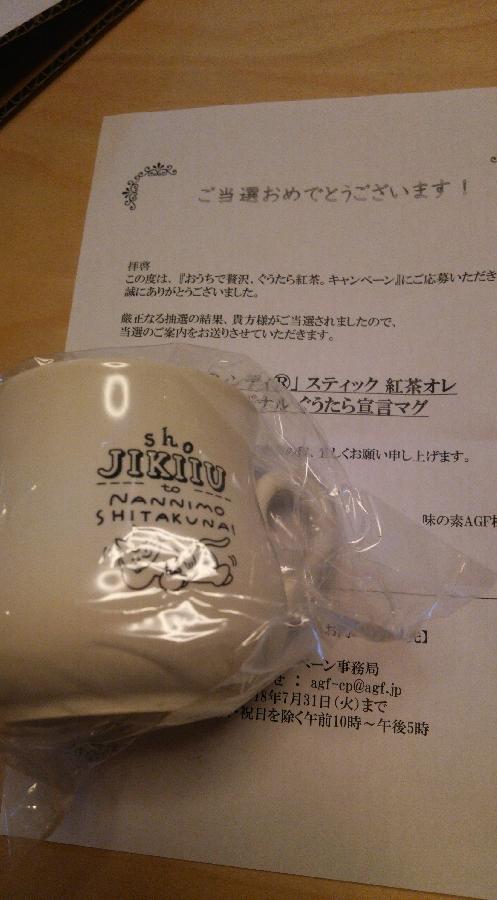 ご当選おめでとうございます！
拝啓
この度は、『おうちで贅沢。ぐうたら紅茶。キャンペーン』にご応募いただき
誠にありがとうございました。
厳正なる抽選の結果、貴方様がご当選されましたので、
当選のご案内をお送りさせていただきます。
ンディ®」スティック 紅茶オレ
ナル ぐうたら宣言マグ
しくお願い申し上げます。
味の素AGF
sho
JIKIIU
to
NANNIMO
SHITAKUNAI
ーン事務局
せ ： agf-cp@agf.jp
18年7月31日(火)まで
祝日を除く午前10時～午後5時